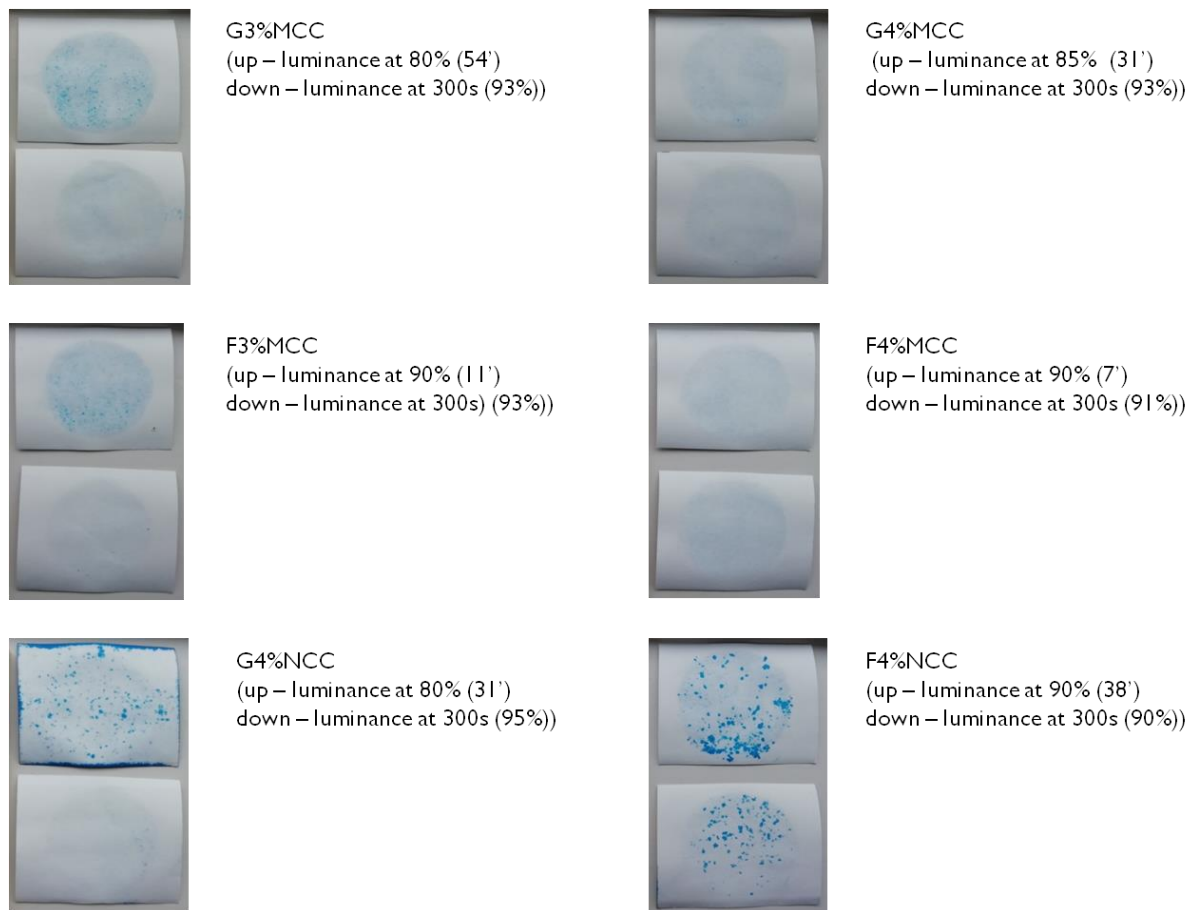 G3%MCC
(up – luminance at 80% (54’)
down – luminance at 300s (93%))
G4%MCC
(up – luminance at 85% (31’)
down – luminance at 300s (93%))
F3%MCC
(up – luminance at 90% (11’)
down – luminance at 300s) (93%))
F4%MCC
(up – luminance at 90% (7’)
down – luminance at 300s (91%))
G4%NCC
(up – luminance at 80% (31’)
down – luminance at 300s (95%))
F4%NCC
(up – luminance at 90% (38’)
down – luminance at 300s (90%))